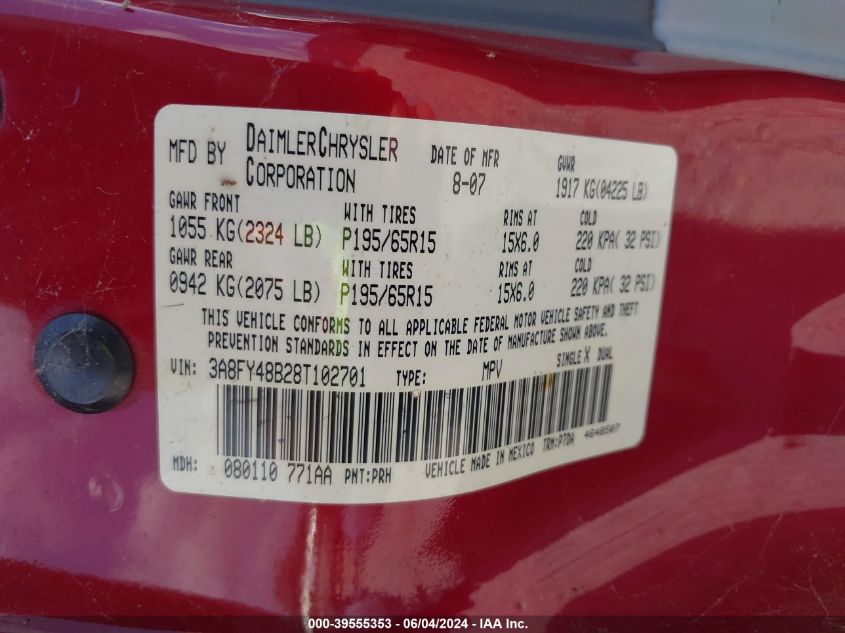 MFD BY DAIMLERCHRYSLER CORPORATION DATE OF MFR 8-07 GVWR 1917 KG(04225 LB)
GAWR FRONT WITH TIRES RIMS AT COLD
1055 KG(2324 LB) P195/65R15 15X6.0 220 KPA( 32 PSI)
GAWR REAR WITH TIRES RIMS AT COLD
0942 KG(2075 LB) P195/65R15 15X6.0 220 KPA( 32 PSI)
THIS VEHICLE CONFORMS TO ALL APPLICABLE FEDERAL MOTOR VEHICLE SAFETY AND THEFT
PREVENTION STANDARDS IN EFFECT ON THE DATE OF MANUFACTURE SHOWN ABOVE.
VIN: 3A8FY48B28T102701 TYPE: MPV SINGLE X DUAL
MDH: 080110 771AA PNT:PRH VEHICLE MADE IN MEXICO TRM:P7DA 4648507
000-39555353 - 06/04/2024 - IAA Inc.